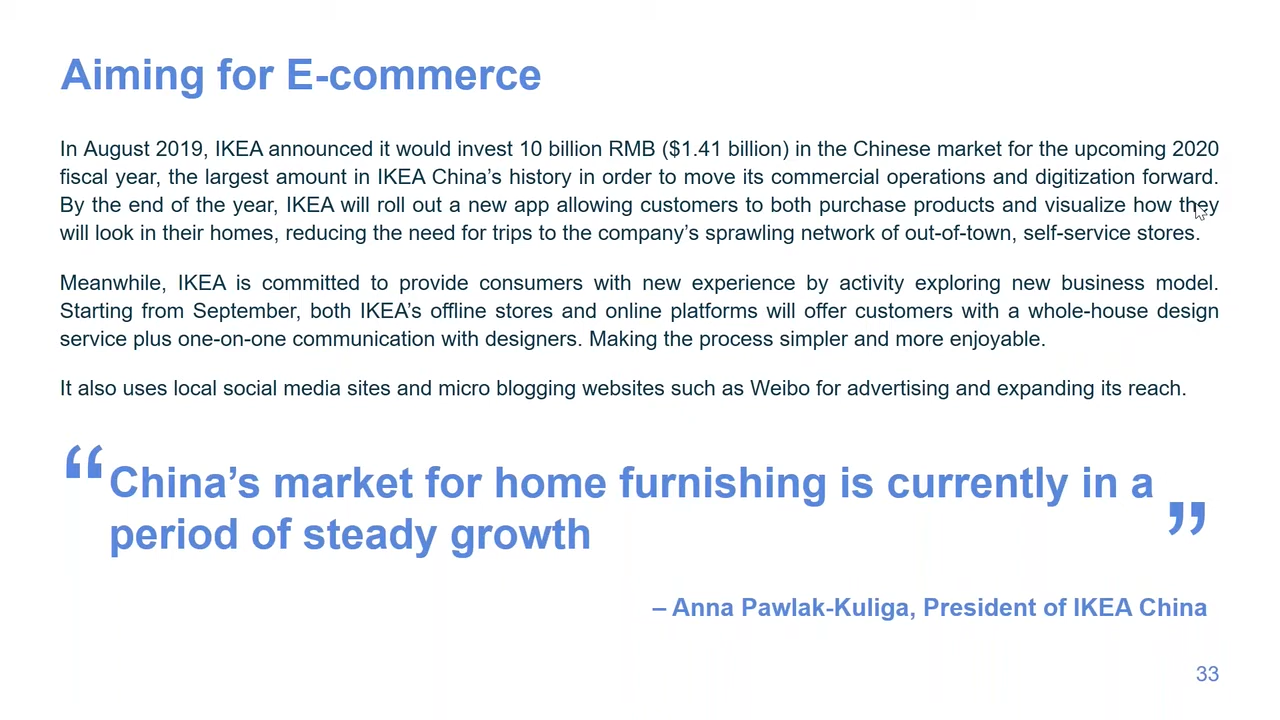 Aiming for E-commerce
In August 2019, IKEA announced it would invest 10 billion RMB ($1.41 billion) in the Chinese market for the upcoming 2020
fiscal year, the largest amount in IKEA China’s history in order to move its commercial operations and digitization forward.
By the end of the year, IKEA will roll out a new app allowing customers to both purchase products and visualize how they
will look in their homes, reducing the need for trips to the company’s sprawling network of out-of-town, self-service stores.
Meanwhile, IKEA is committed to provide consumers with new experience by activity exploring new business model.
Starting from September, both IKEA’s offline stores and online platforms will offer customers with a whole-house design
service plus one-on-one communication with designers. Making the process simpler and more enjoyable.
It also uses local social media sites and micro blogging websites such as Weibo for advertising and expanding its reach.
“China’s market for home furnishing is currently in a
period of steady growth”
– Anna Pawlak-Kuliga, President of IKEA China
33